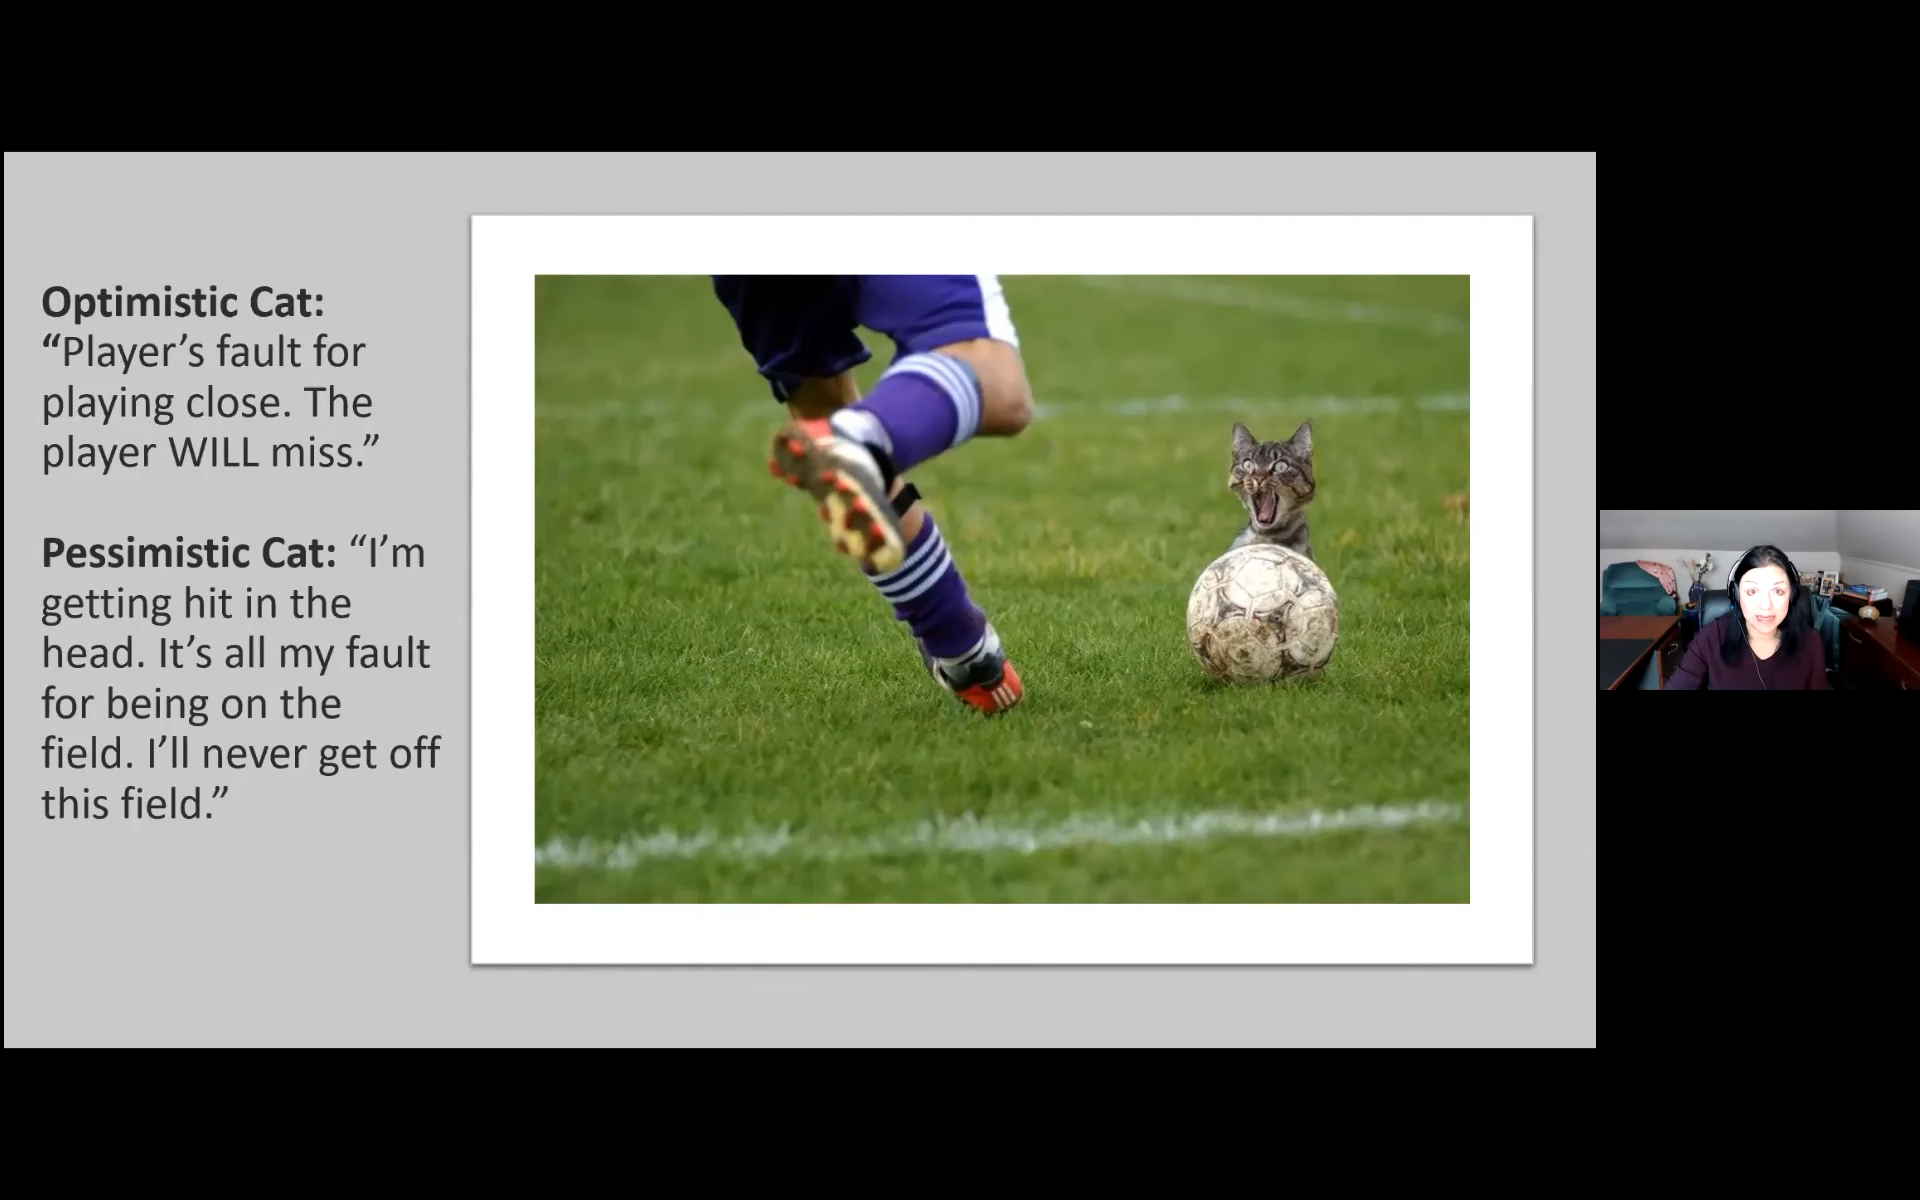 Optimistic Cat:
“Player’s fault for
playing close. The
player WILL miss.”
Pessimistic Cat: “I’m
getting hit in the
head. It’s all my fault
for being on the
field. I’ll never get off
this field.”